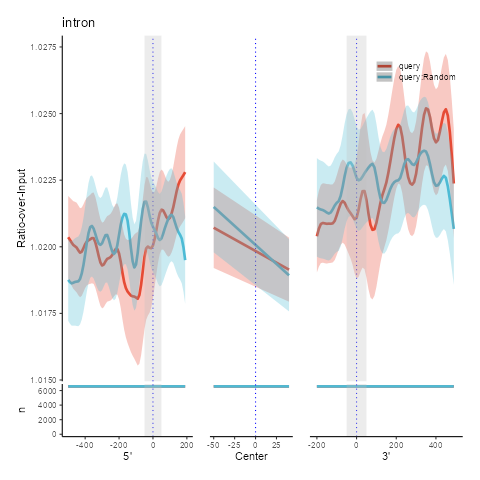 intron
1.0275
1.0250
1.0225
1.0200
1.0175
1.0150
Ratio-over-Input
query
query:Random
6000
4000
2000
0
n
-400 -200 0 200
-50 -25 0 25
-200 0 200 400
5' Center 3'